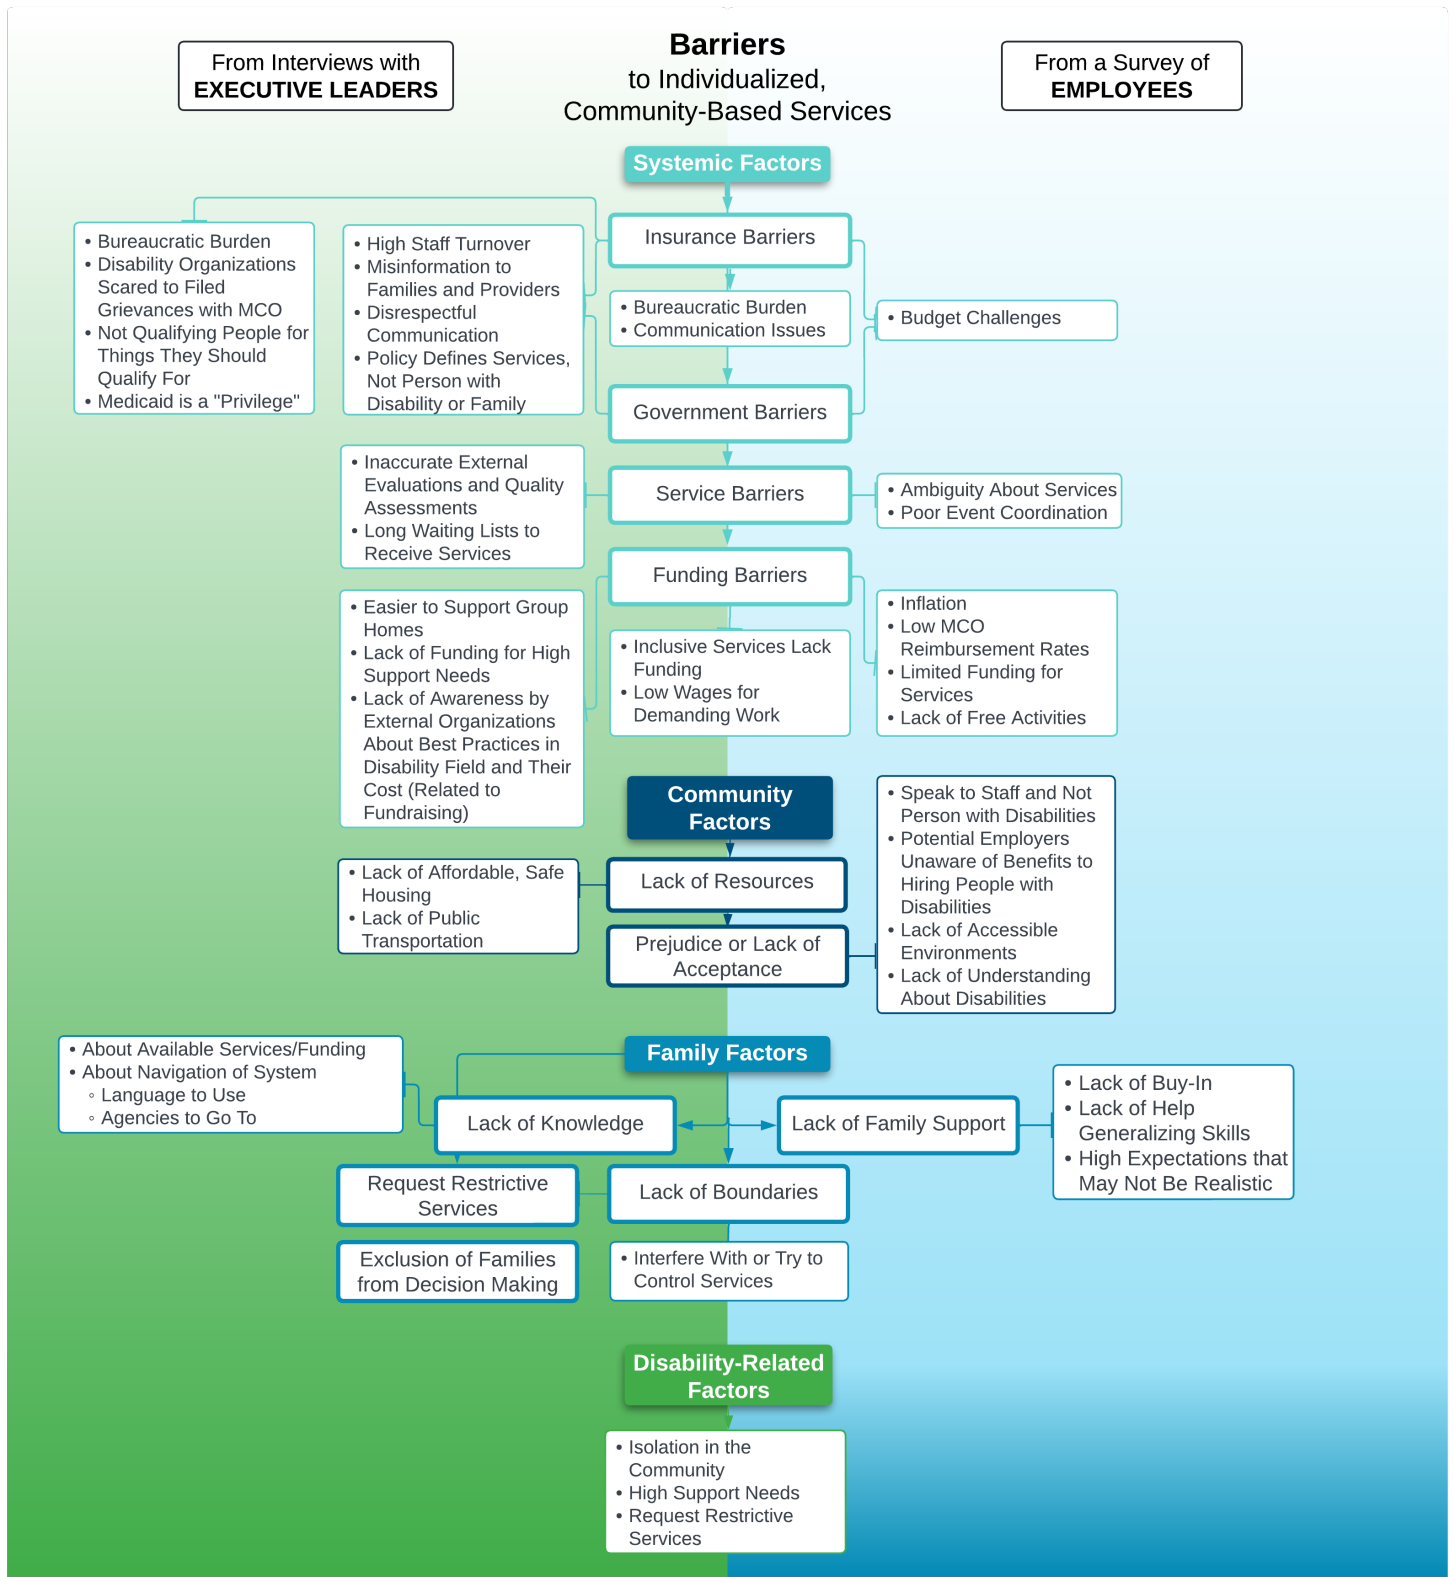 From Interviews with
EXECUTIVE LEADERS
Barriers
to Individualized,
Community-Based Services
From a Survey of
EMPLOYEES
Systemic Factors
Insurance Barriers
• Bureaucratic Burden
• Disability Organizations
Scared to Filed
Grievances with MCO
• Not Qualifying People for
Things They Should
Qualify For
• Medicaid is a "Privilege"
• High Staff Turnover
• Misinformation to
Families and Providers
• Disrespectful
Communication
• Policy Defines Services,
Not Person with
Disability or Family
• Bureaucratic Burden
• Communication Issues
• Budget Challenges
Government Barriers
• Inaccurate External
Evaluations and Quality
Assessments
• Long Waiting Lists to
Receive Services
Service Barriers
• Ambiguity About Services
• Poor Event Coordination
Funding Barriers
• Easier to Support Group
Homes
• Lack of Funding for High
Support Needs
• Lack of Awareness by
External Organizations
About Best Practices in
Disability Field and Their
Cost (Related to
Fundraising)
• Inclusive Services Lack
Funding
• Low Wages for
Demanding Work
• Inflation
• Low MCO
Reimbursement Rates
• Limited Funding for
Services
• Lack of Free Activities
Community
Factors
• Lack of Affordable, Safe
Housing
• Lack of Public
Transportation
Lack of Resources
Prejudice or Lack of
Acceptance
• Speak to Staff and Not
Person with Disabilities
• Potential Employers
Unaware of Benefits to
Hiring People with
Disabilities
• Lack of Accessible
Environments
• Lack of Understanding
About Disabilities
Family Factors
• About Available Services/Funding
• About Navigation of System
◦ Language to Use
◦ Agencies to Go To
Lack of Knowledge
Lack of Family Support
• Lack of Buy-In
• Lack of Help
Generalizing Skills
• High Expectations that
May Not Be Realistic
Request Restrictive
Services
Lack of Boundaries
Exclusion of Families
from Decision Making
• Interfere With or Try to
Control Services
Disability-Related
Factors
• Isolation in the
Community
• High Support Needs
• Request Restrictive
Services